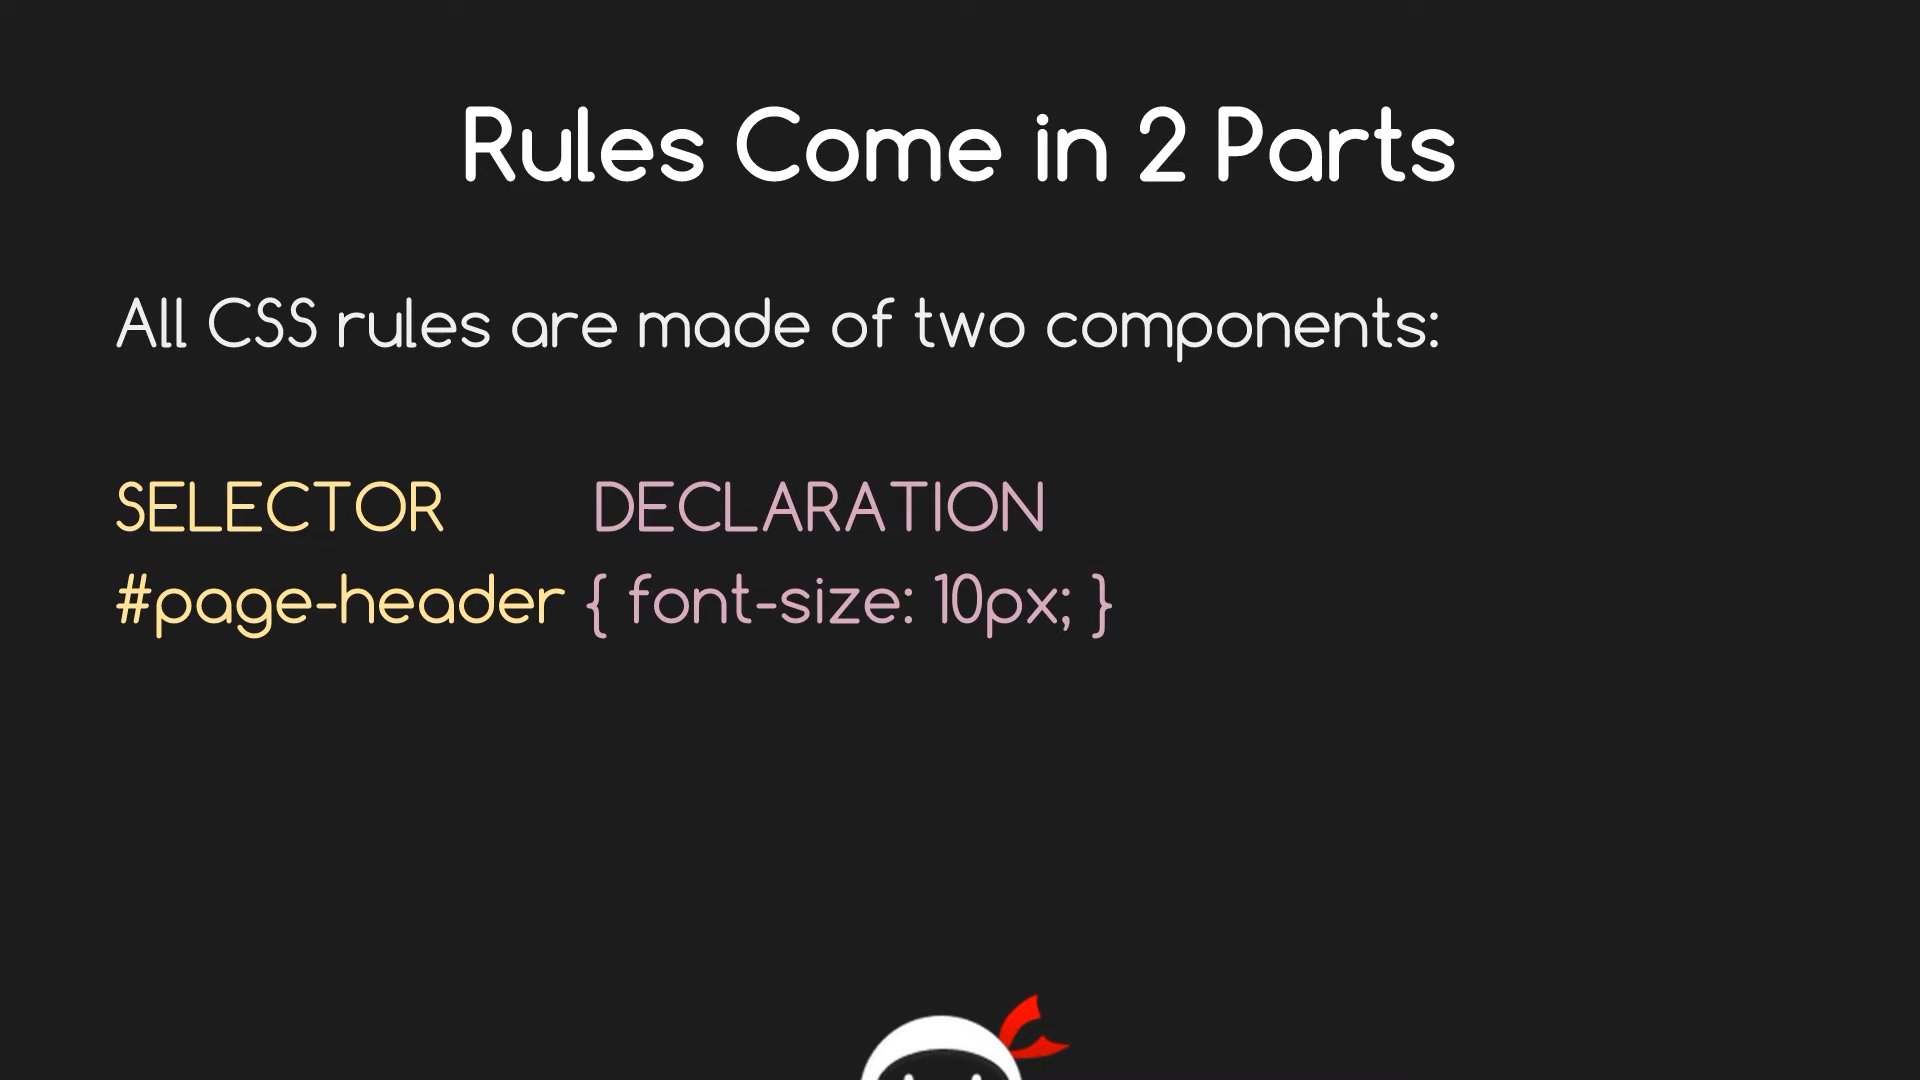 Rules Come in 2 Parts
All CSS rules are made of two components:
SELECTOR DECLARATION
#page-header { font-size: 10px; }